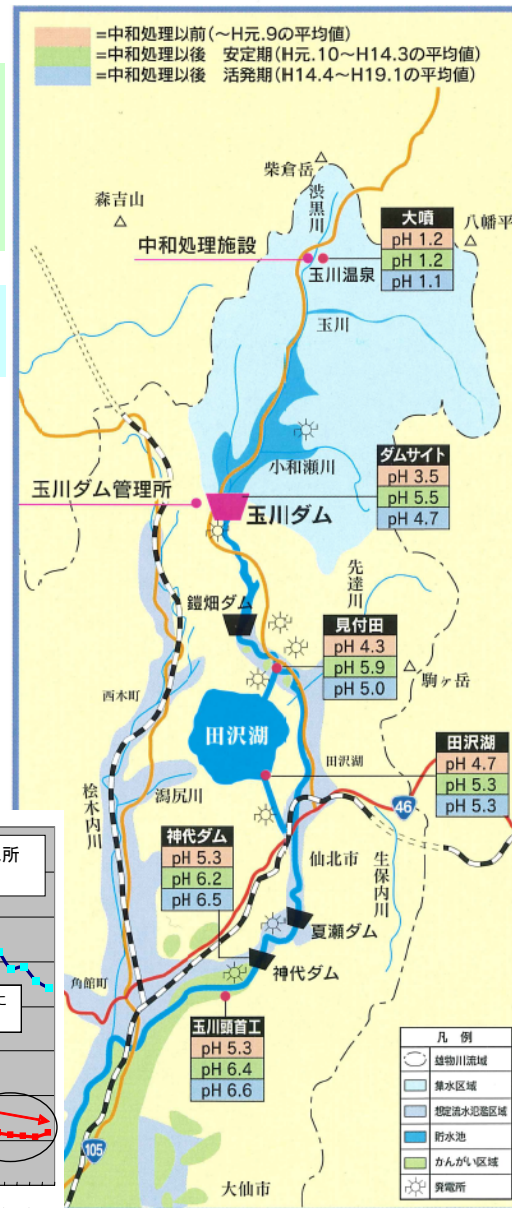 =中和処理以前(～H元.9の平均値)
=中和処理以後 安定期(H元.10～H14.3の平均値)
=中和処理以後 活発期(H14.4～H19.1の平均値)
柴倉岳
森吉山
渋黒川
大噴
pH 1.2
pH 1.2
pH 1.1
八幡平
中和処理施設
玉川温泉
玉川
小和瀬川
ダムサイト
pH 3.5
pH 5.5
pH 4.7
玉川ダム管理所
玉川ダム
先達川
鎧畑ダム
見付田
pH 4.3
pH 5.9
pH 5.0
駒ヶ岳
西木町
田沢湖
田沢湖
田沢湖
pH 4.7
pH 5.3
pH 5.3
46
潟尻川
桧木内川
神代ダム
pH 5.3
pH 6.2
pH 6.5
仙北市
生保内川
夏瀬ダム
神代ダム
角館町
玉川頭首工
pH 5.3
pH 6.4
pH 6.6
105
大仙市
凡例
雄物川流域
集水区域
想定流水氾濫区域
貯水池
かんがい区域
発電所
所